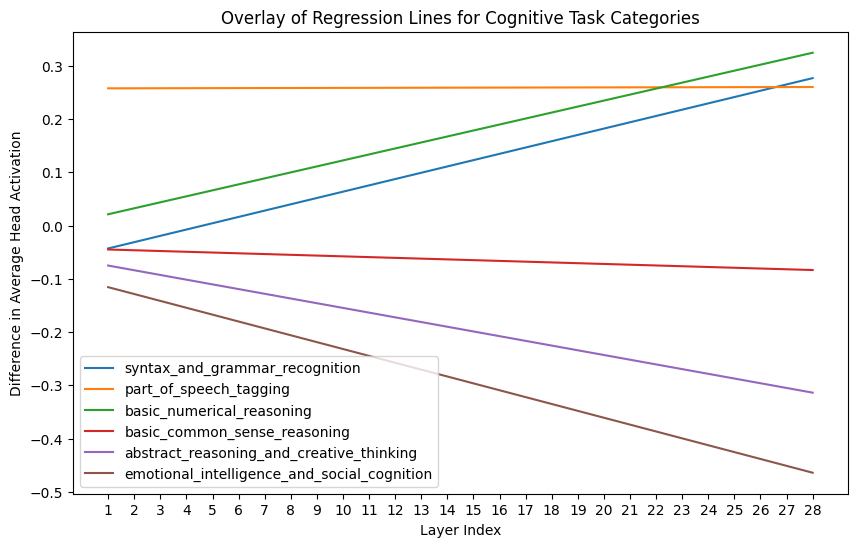 Overlay of Regression Lines for Cognitive Task Categories
Difference in Average Head Activation
0.3
0.2
0.1
0.0
−0.1
−0.2
−0.3
−0.4
−0.5
syntax_and_grammar_recognition
part_of_speech_tagging
basic_numerical_reasoning
basic_common_sense_reasoning
abstract_reasoning_and_creative_thinking
emotional_intelligence_and_social_cognition
1 2 3 4 5 6 7 8 9 10 11 12 13 14 15 16 17 18 19 20 21 22 23 24 25 26 27 28
Layer Index